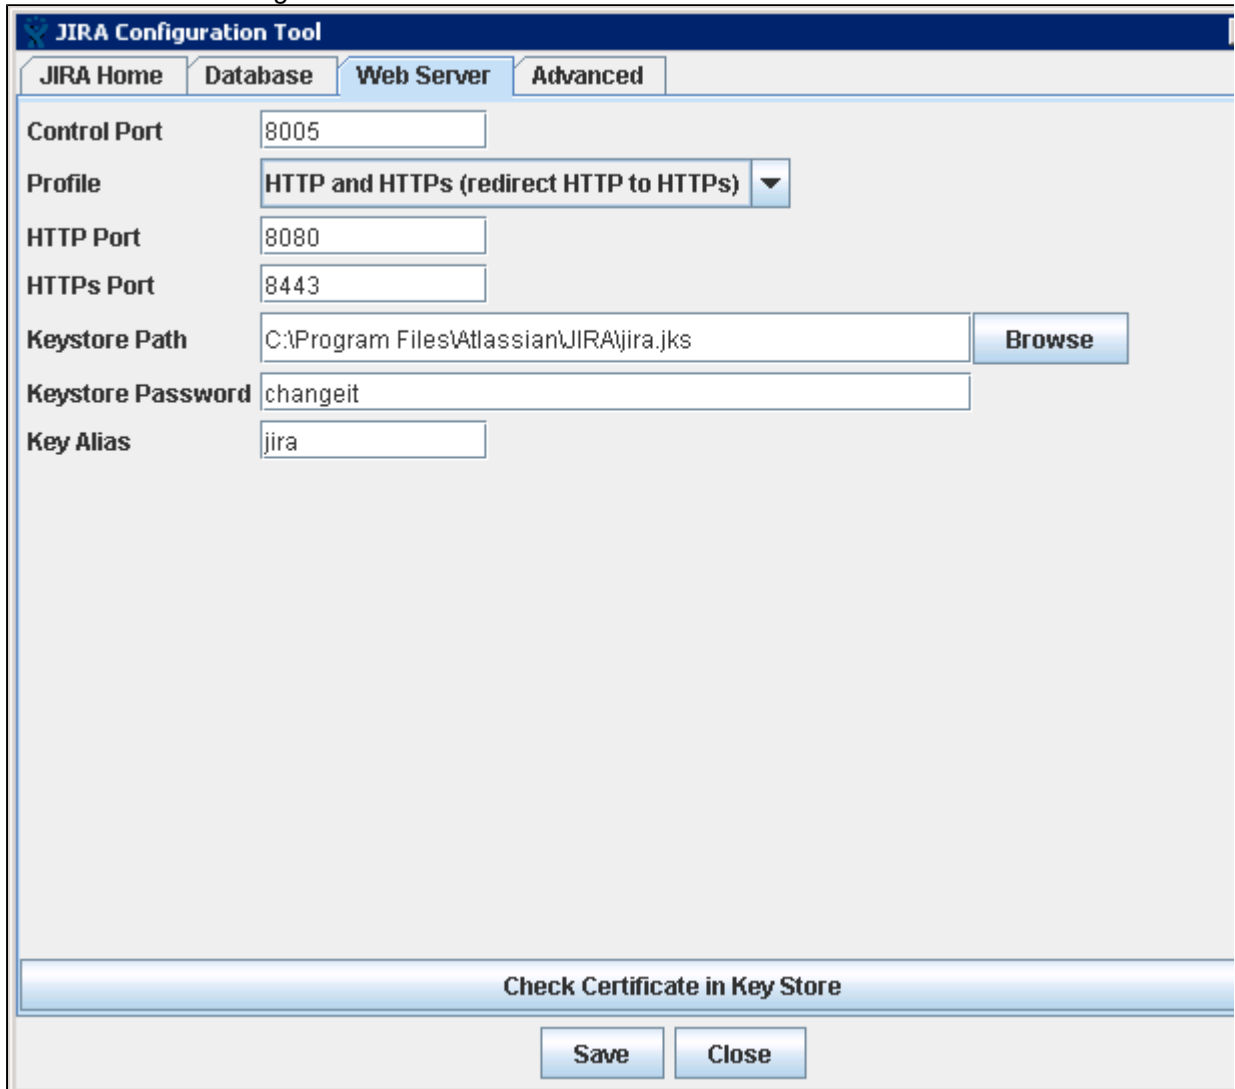 JIRA Configuration Tool
JIRA Home Database Web Server Advanced
Control Port 8005
Profile HTTP and HTTPs (redirect HTTP to HTTPs)
HTTP Port 8080
HTTPs Port 8443
Keystore Path C:\Program Files\Atlassian\JIRA\jira.jks Browse
Keystore Password changeit
Key Alias jira
Check Certificate in Key Store
Save Close